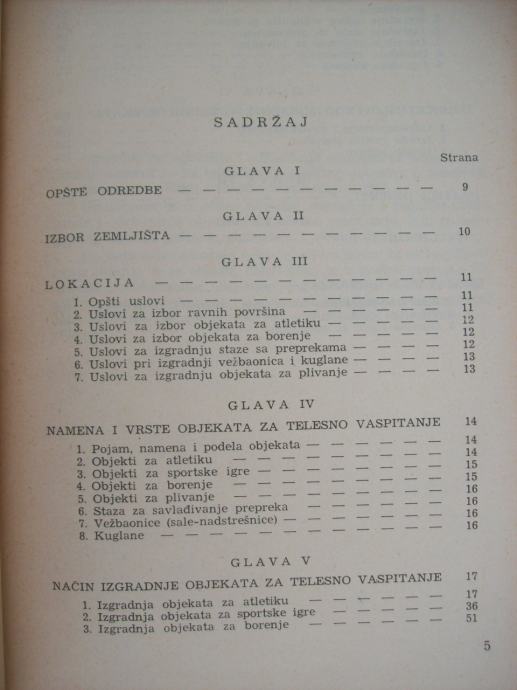 SADRŽAJ
Strana
GLAVA I
OPŠTE ODREDBE — — — — — — — — — — — 9
GLAVA II
IZBOR ZEMLJIŠTA — — — — — — — — — — — 10
GLAVA III
LOKACIJA — — — — — — — — — — — — 11
1. Opšti uslovi — — — — — — — — — — — 11
2. Uslovi za izbor ravnih površina — — — — — — 11
3. Uslovi za izbor objekata za atletiku — — — — — 12
4. Uslovi za izbor objekata za borenje — — — — — 12
5. Uslovi za izgradnju staze sa preprekama — — — — 12
6. Uslovi pri izgradnji vežbaonica i kuglane — — — — 13
7. Uslovi za izgradnju objekata za plivanje — — — — 13
GLAVA IV
NAMENA I VRSTE OBJEKATA ZA TELESNO VASPITANJE 14
1. Pojam, namena i podela objekata — — — — — — 14
2. Objekti za atletiku — — — — — — — — — 14
3. Objekti za sportske igre — — — — — — — — 15
4. Objekti za borenje — — — — — — — — — 15
5. Objekti za plivanje — — — — — — — — — 16
6. Staza za savlađivanje prepreka — — — — — — 16
7. Vežbaonice (sale-nadstrešnice) — — — — — — — 16
8. Kuglane — — — — — — — — — — — — 16
GLAVA V
NAČIN IZGRADNJE OBJEKATA ZA TELESNO VASPITANJE 17
1. Izgradnja objekata za atletiku — — — — — — — 17
2. Izgradnja objekata za sportske igre — — — — — 36
3. Izgradnja objekata za borenje — — — — — — — 51
5